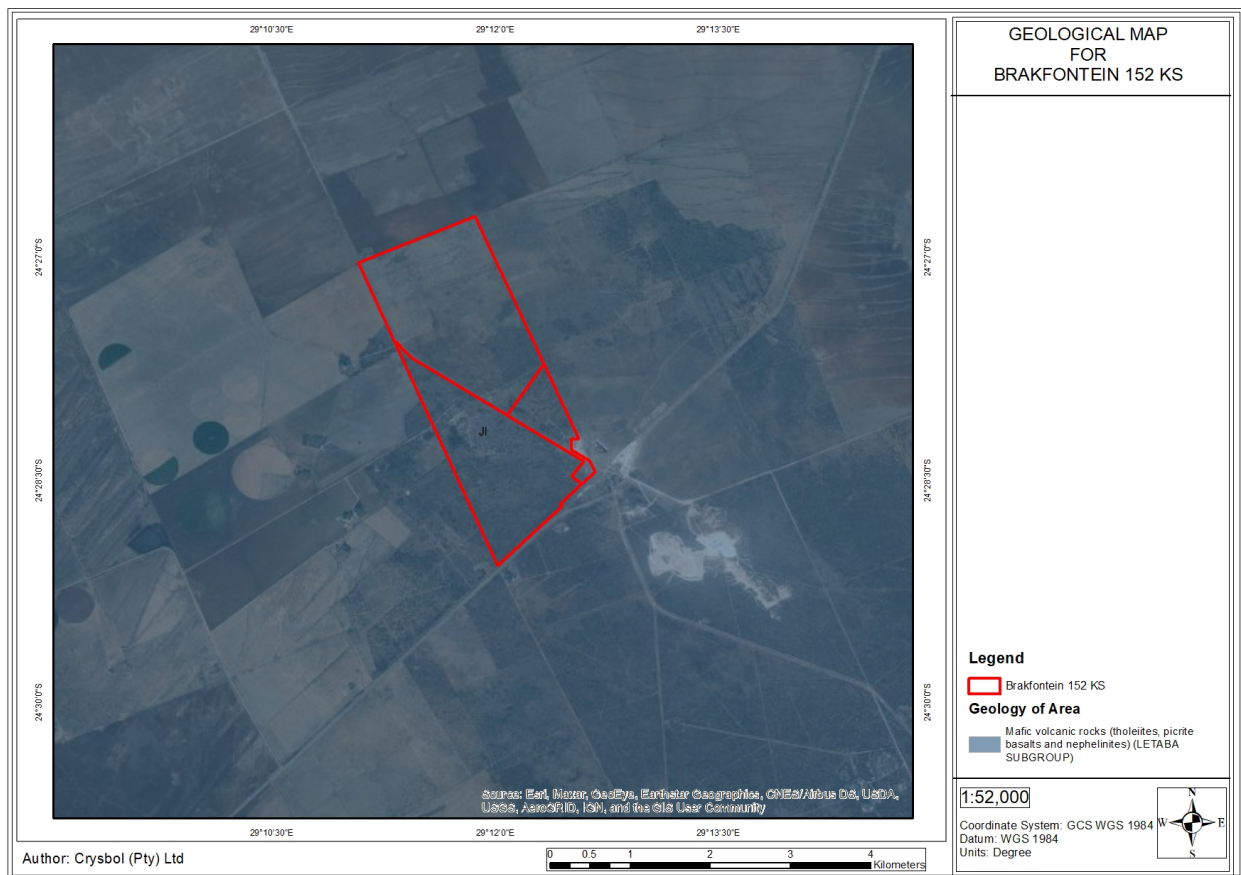 GEOLOGICAL MAP
FOR
BRAKFONTEIN 152 KS
29°10'30"E
29°12'0"E
29°13'30"E
24°27'0"S
24°27'0"S
24°28'30"S
24°28'30"S
24°30'0"S
24°30'0"S
Jl
Source: Esri, Maxar, GeoEye, Earthstar Geographics, CNES/Airbus DS, USDA,
USGS, AeroGRID, IGN, and the GIS User Community
29°10'30"E
29°12'0"E
29°13'30"E
Legend
Brakfontein 152 KS
Geology of Area
Mafic volcanic rocks (tholeiites, picrite
basalts and nephelinites) (LETABA
SUBGROUP)
1:52,000
Coordinate System: GCS WGS 1984
Datum: WGS 1984
Units: Degree
N
W
E
S
Author: Crysbol (Pty) Ltd
0 0.5 1 2 3 4
Kilometers